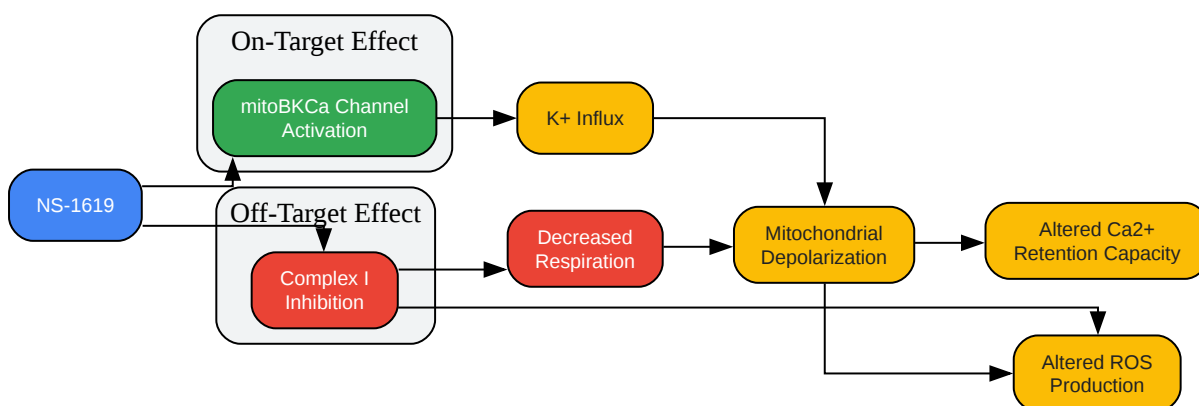 On-Target Effect
mitoBKCa Channel
Activation
K+ Influx
NS-1619
Off-Target Effect
Complex I
Inhibition
Decreased
Respiration
Mitochondrial
Depolarization
Altered Ca2+
Retention Capacity
Altered ROS
Production